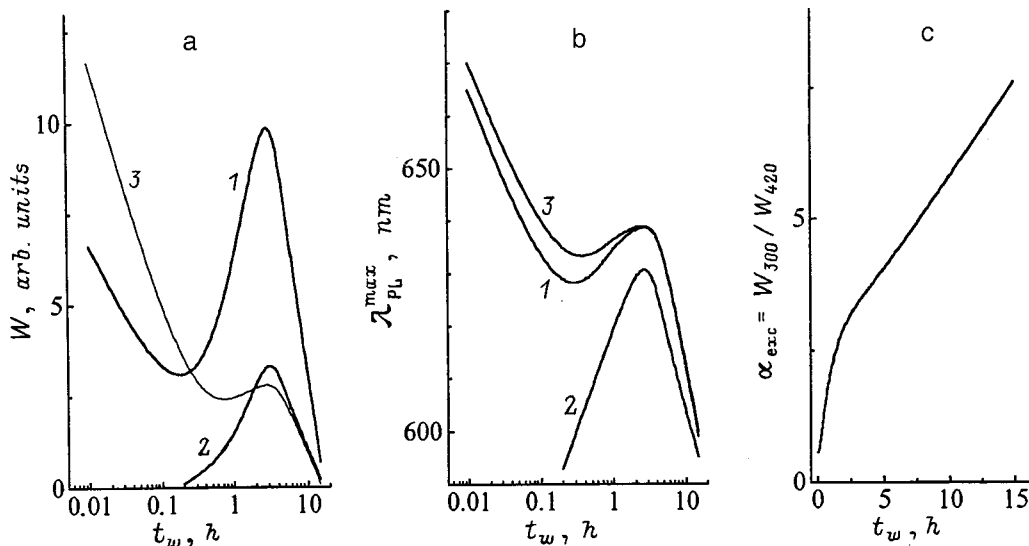 a
W, arb. units
10
5
0
3
1
2
0.01 0.1 1 10
t_w, h
b
λ_PL^max, nm
650
600
3
1
2
0.01 0.1 1 10
t_w, h
c
α_exc = W_300 / W_420
5
0
0 5 10 15
t_w, h